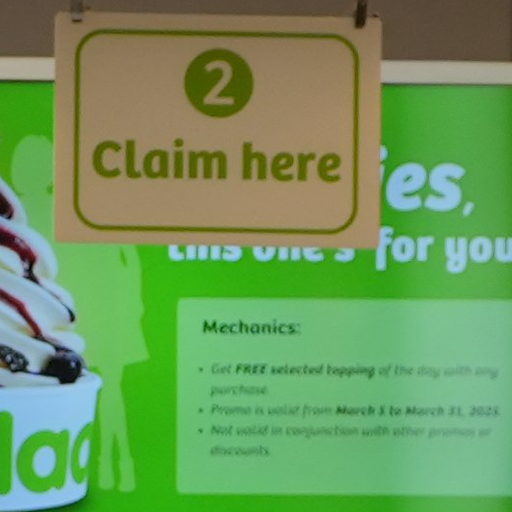 2
Claim here
ies,
this one's for you
Mechanics:
• Get FREE selected topping of the day with any
purchase.
• Promo is valid from March 5 to March 31, 2025.
• Not valid in conjunction with other promos or
discounts.
llao